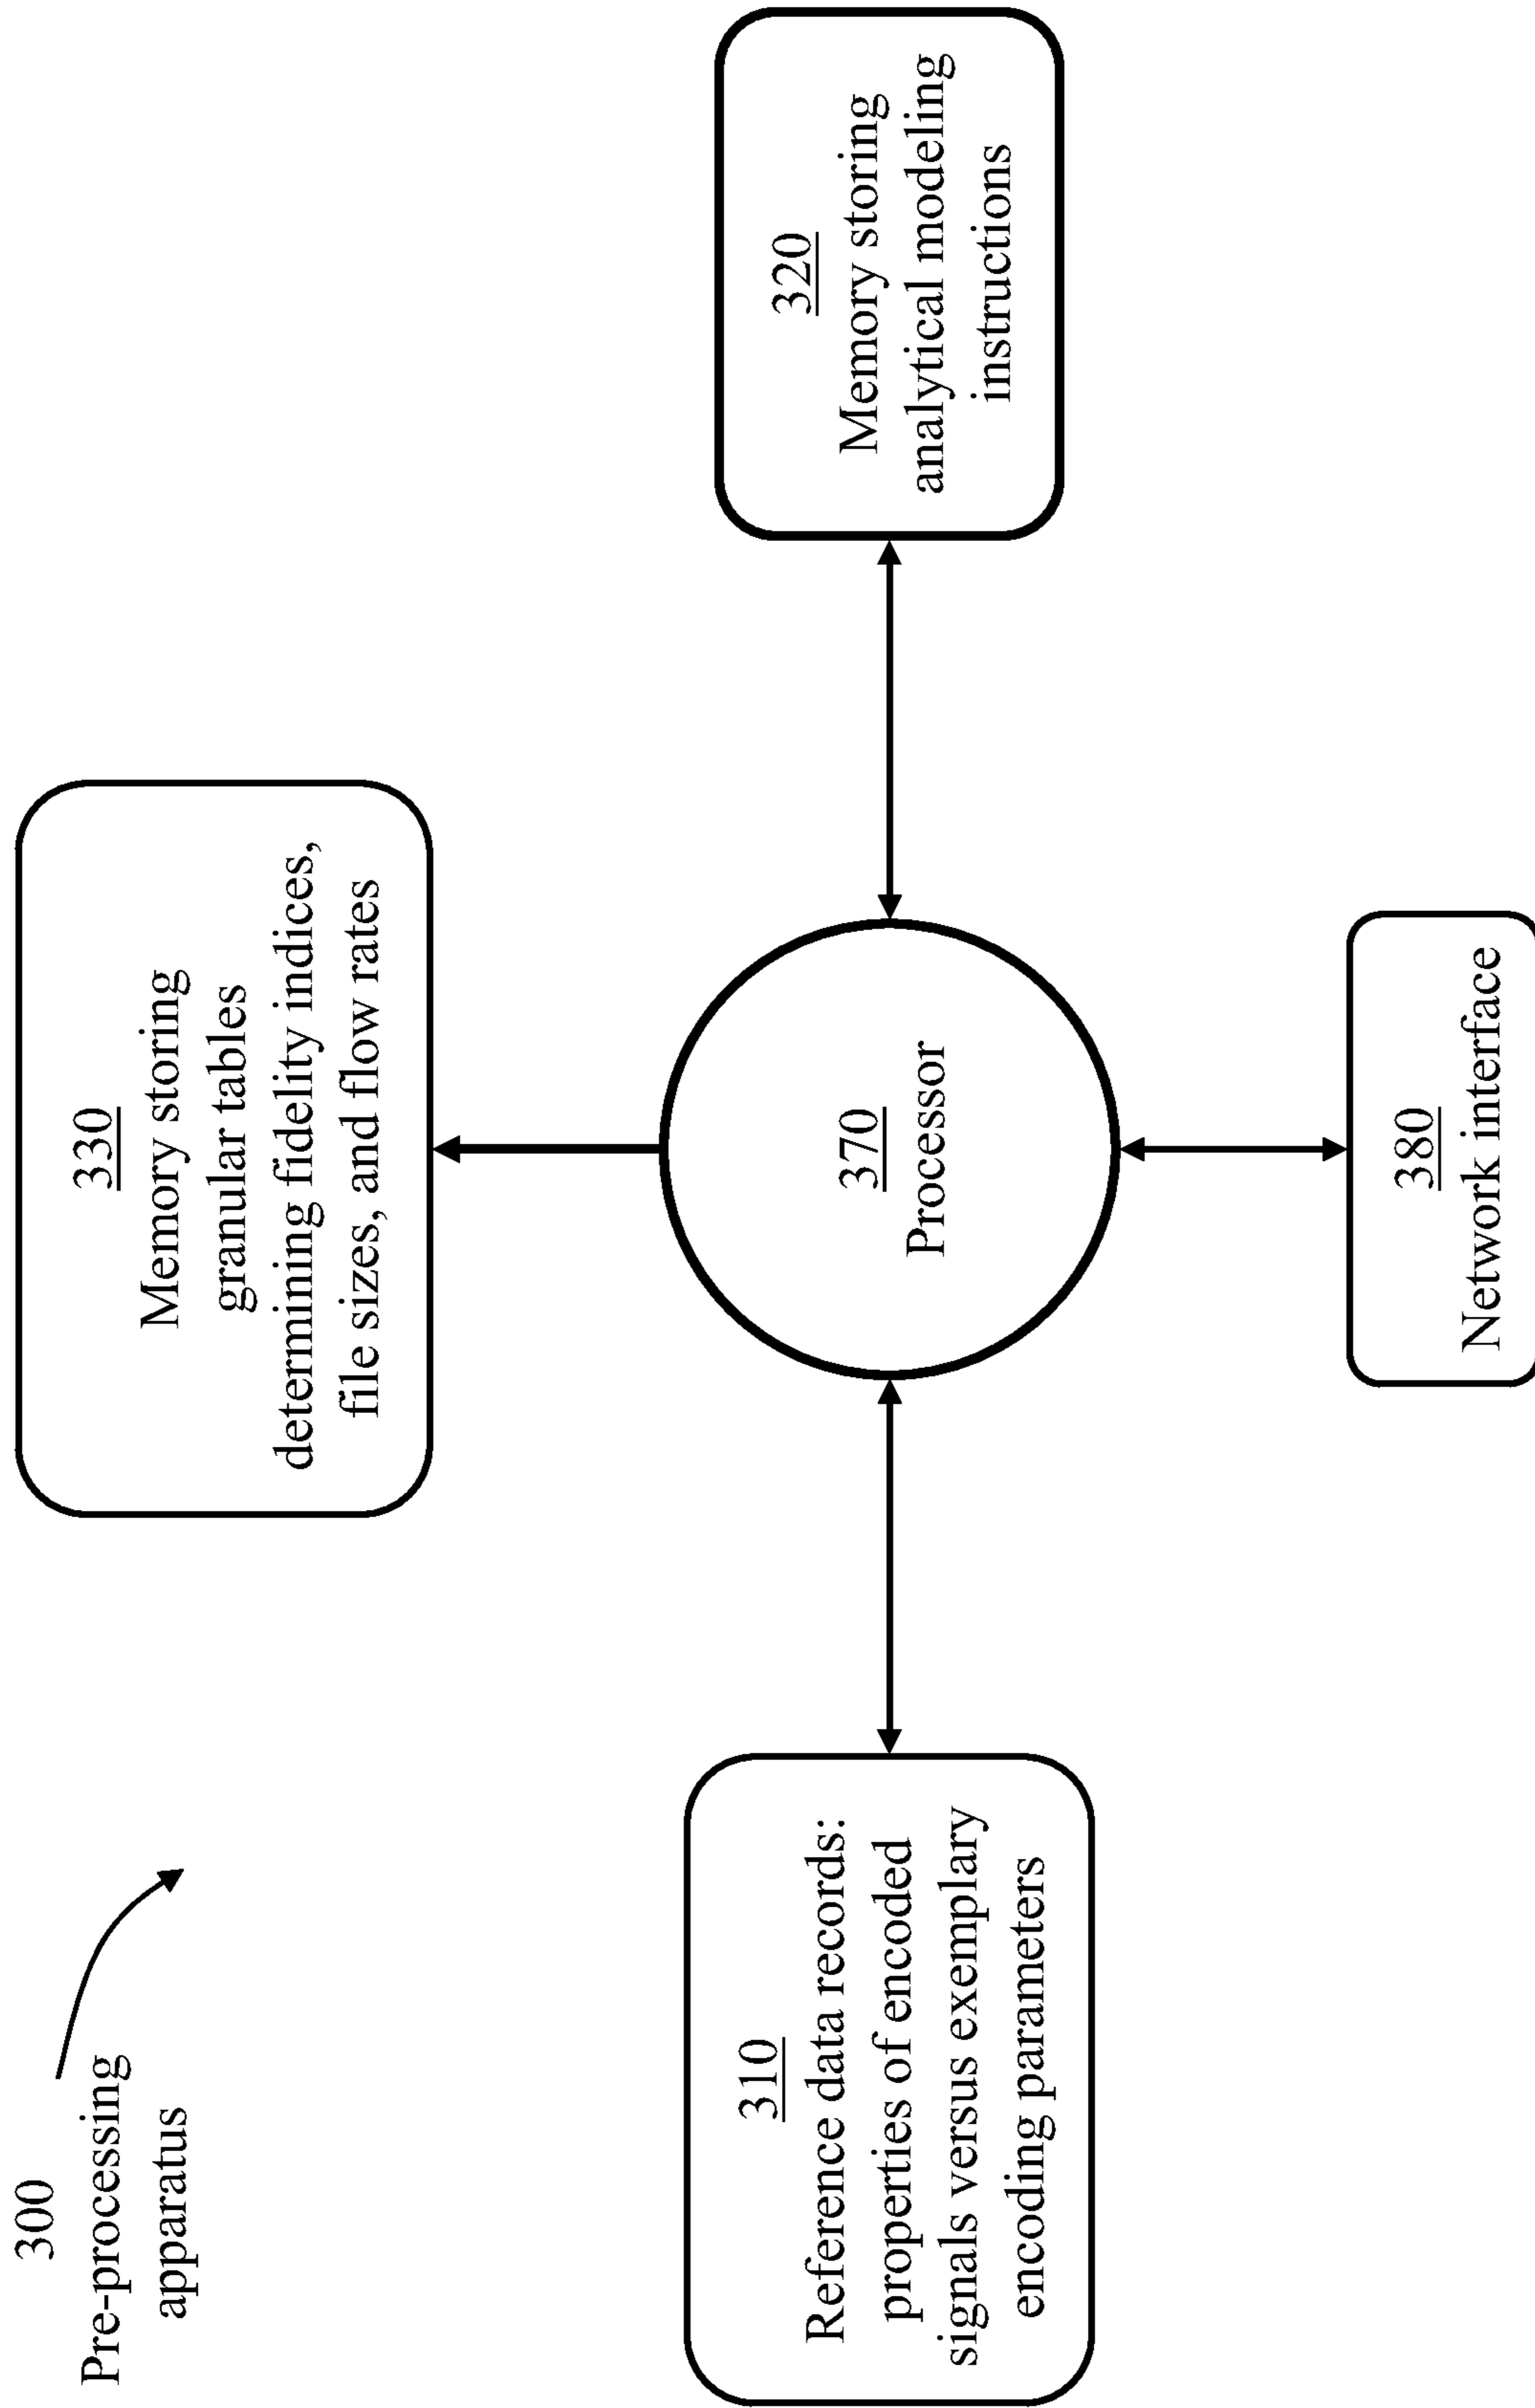 300
Pre-processing
apparatus
330
Memory storing
granular tables
determining fidelity indices,
file sizes, and flow rates
310
Reference data records:
properties of encoded
signals versus exemplary
encoding parameters
370
Processor
320
Memory storing
analytical modeling
instructions
380
Network interface